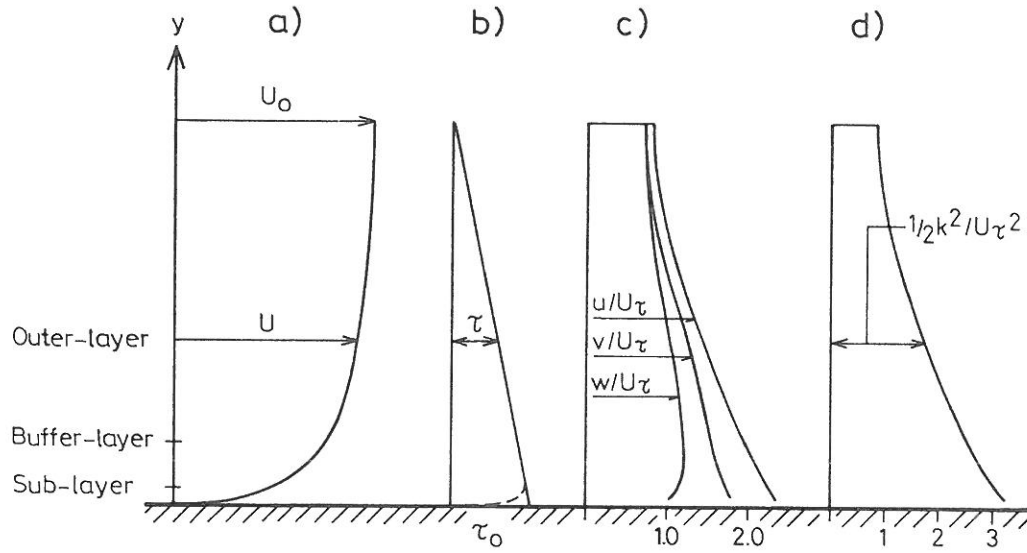 a) b) c) d)
y
U₀
½k²/Uτ²
u/Uτ
Outer-layer U τ
v/Uτ
w/Uτ
Buffer-layer
Sub-layer
τ₀ 1.0 2.0 1 2 3